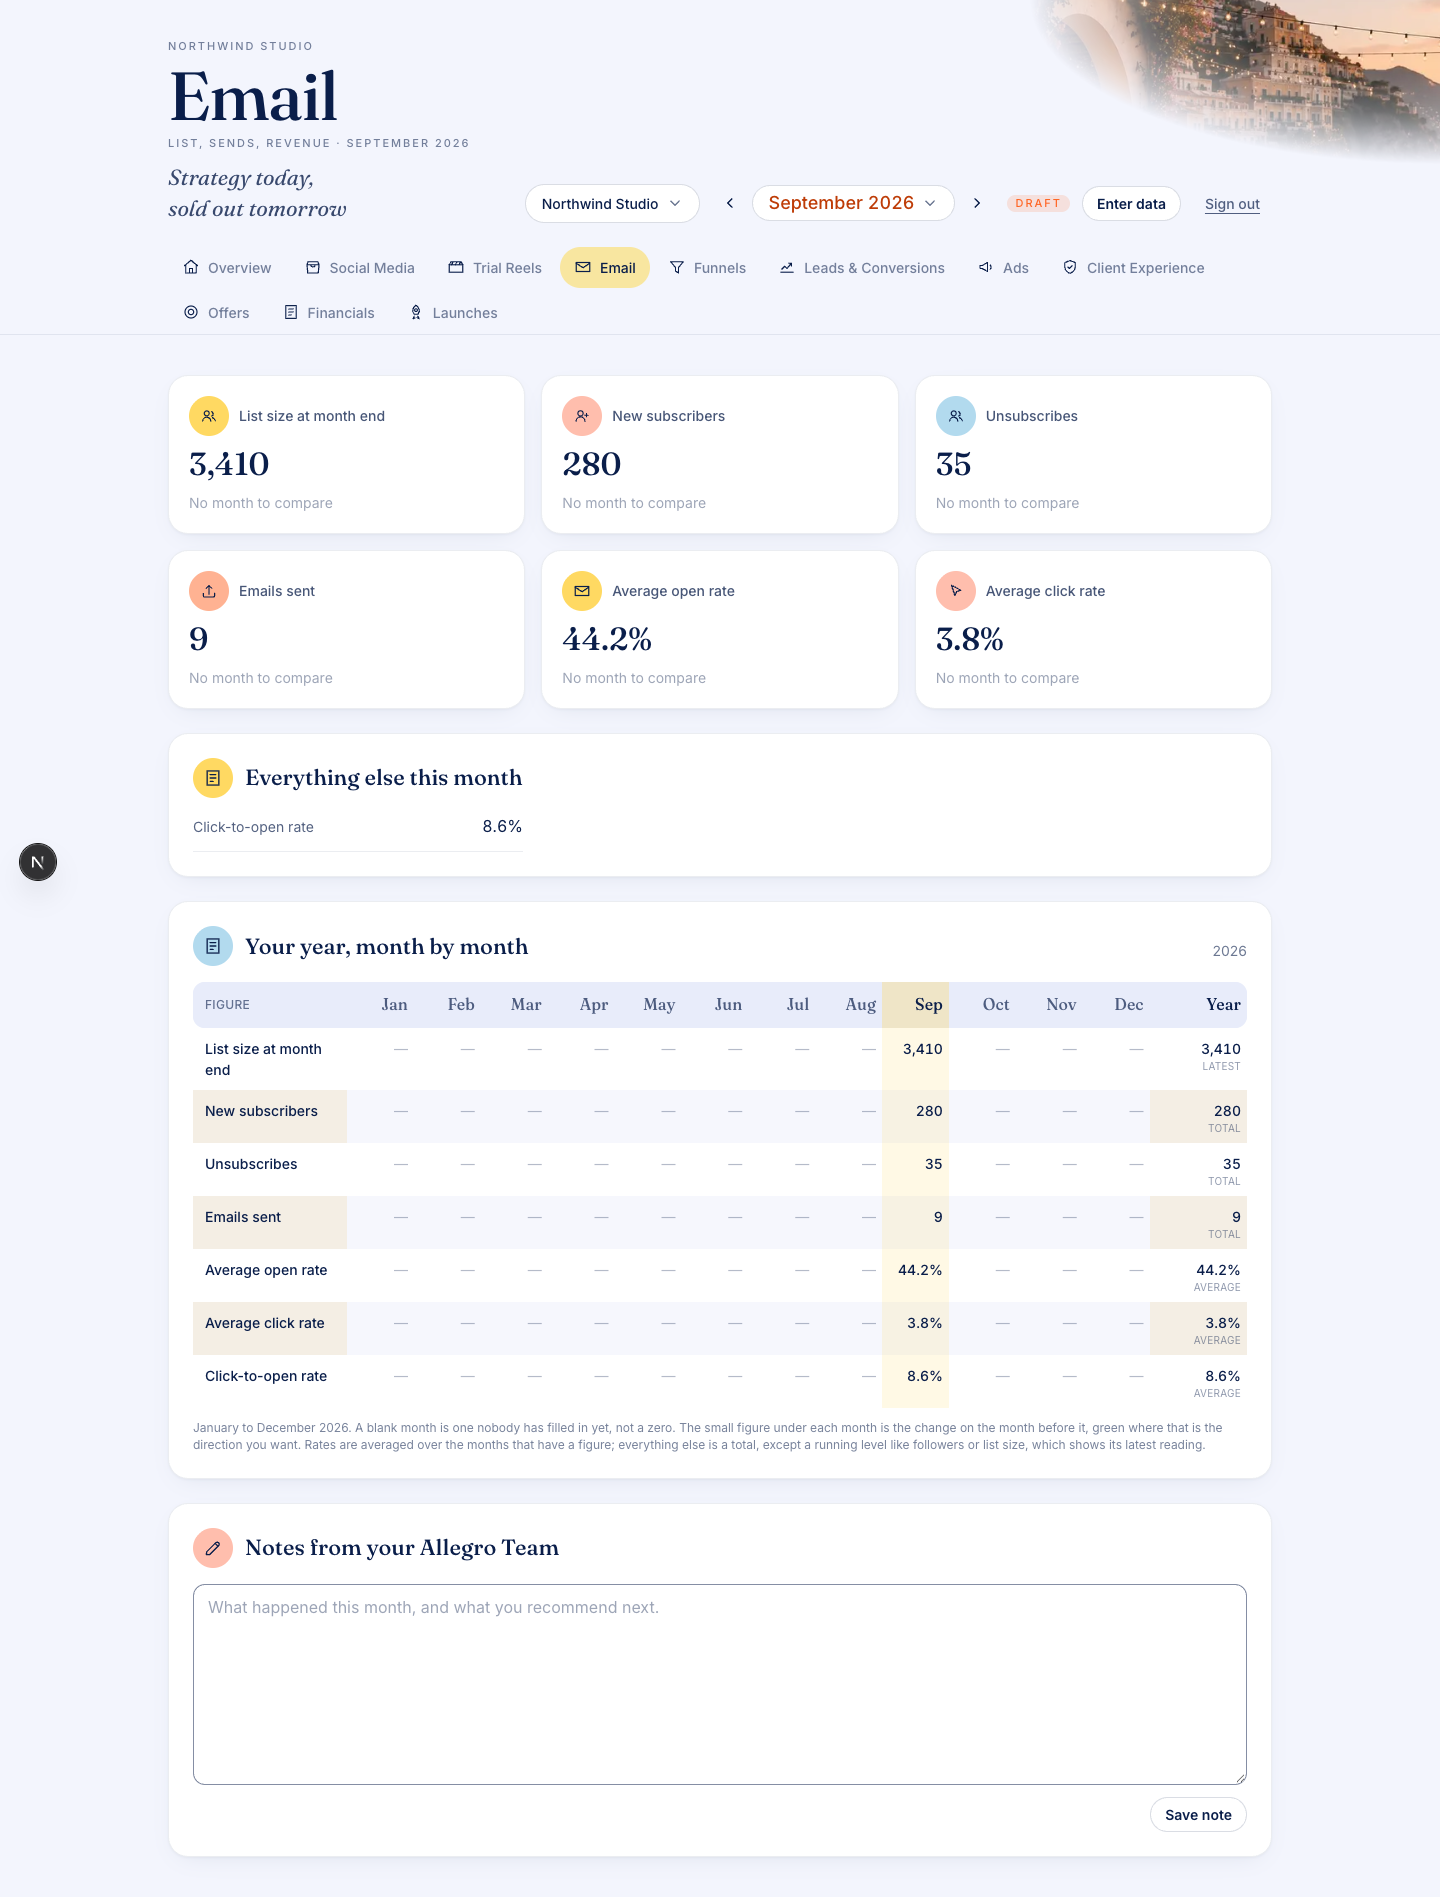 NORTHWIND STUDIO
Email
LIST, SENDS, REVENUE · SEPTEMBER 2026
Strategy today,
sold out tomorrow
Northwind Studio
September 2026
DRAFT
Enter data
Sign out
Overview
Social Media
Trial Reels
Email
Funnels
Leads & Conversions
Ads
Client Experience
Offers
Financials
Launches
List size at month end
3,410
No month to compare
New subscribers
280
No month to compare
Unsubscribes
35
No month to compare
Emails sent
9
No month to compare
Average open rate
44.2%
No month to compare
Average click rate
3.8%
No month to compare
Everything else this month
Click-to-open rate 8.6%
N
Your year, month by month
2026
FIGURE Jan Feb Mar Apr May Jun Jul Aug Sep Oct Nov Dec Year
List size at month end — — — — — — — — 3,410 — — — 3,410
LATEST
New subscribers — — — — — — — — 280 — — — 280
TOTAL
Unsubscribes — — — — — — — — 35 — — — 35
TOTAL
Emails sent — — — — — — — — 9 — — — 9
TOTAL
Average open rate — — — — — — — — 44.2% — — — 44.2%
AVERAGE
Average click rate — — — — — — — — 3.8% — — — 3.8%
AVERAGE
Click-to-open rate — — — — — — — — 8.6% — — — 8.6%
AVERAGE
January to December 2026. A blank month is one nobody has filled in yet, not a zero. The small figure under each month is the change on the month before it, green where that is the
direction you want. Rates are averaged over the months that have a figure; everything else is a total, except a running level like followers or list size, which shows its latest reading.
Notes from your Allegro Team
What happened this month, and what you recommend next.
Save note